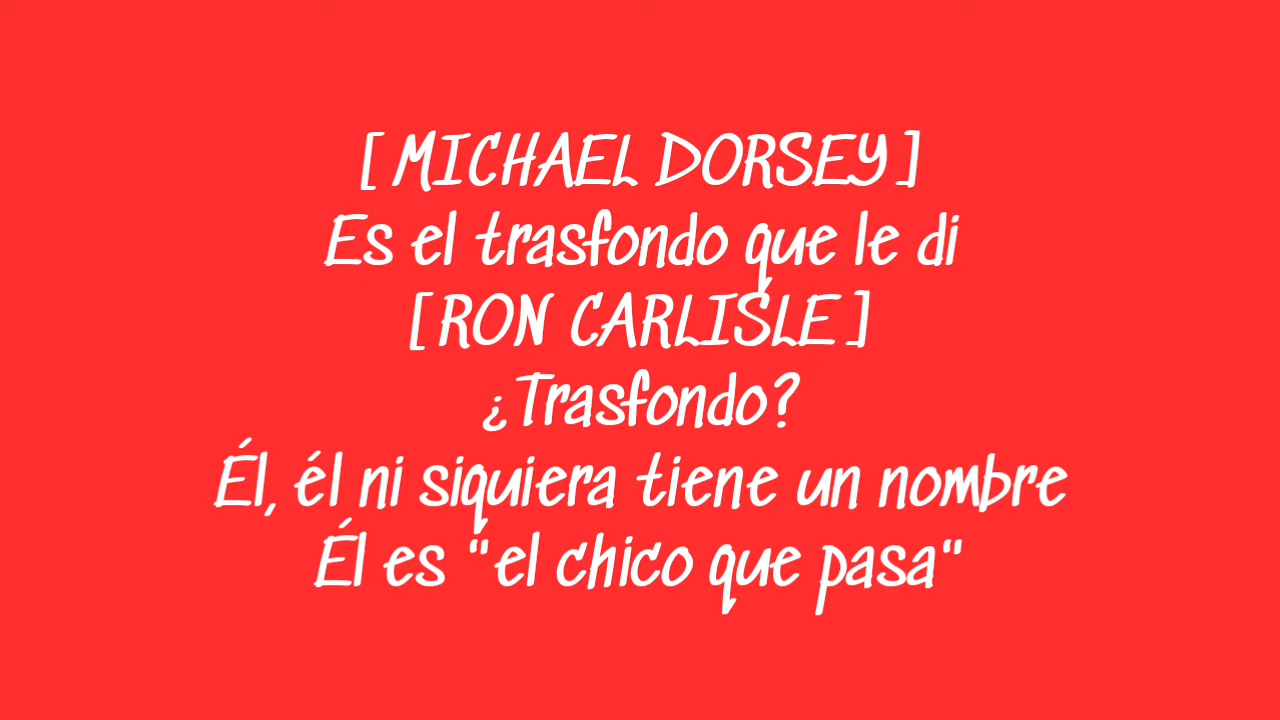 [MICHAEL DORSEY]
Es el trasfondo que le di
[RON CARLISLE]
¿Trasfondo?
Él, él ni siquiera tiene un nombre
Él es "el chico que pasa"